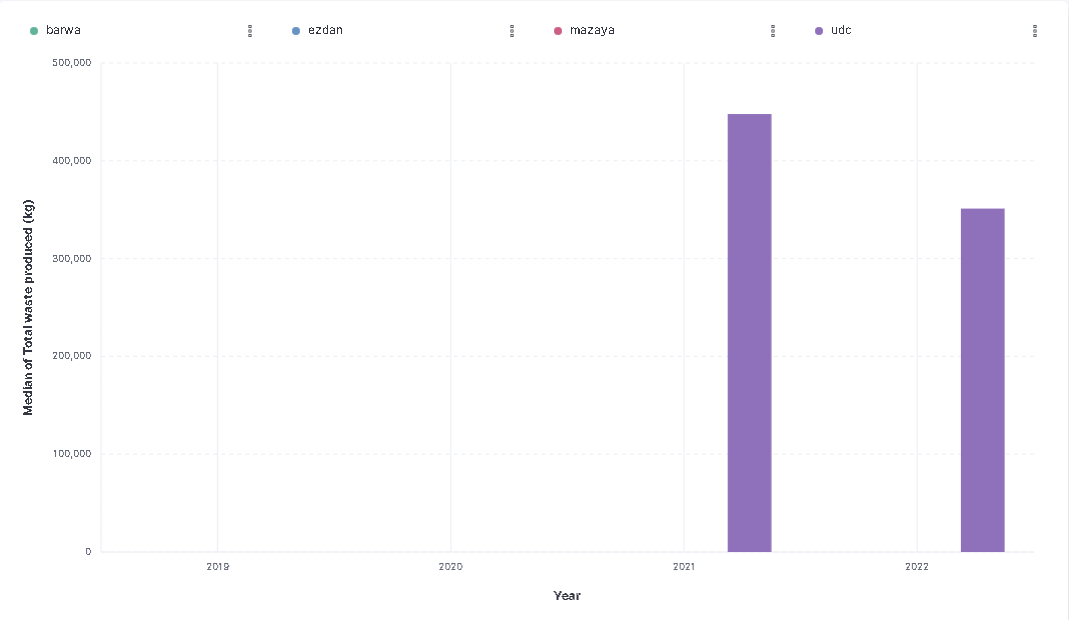 barwa
ezdan
mazaya
udc
500,000
400,000
300,000
200,000
100,000
0
Median of Total waste produced (kg)
2019
2020
2021
2022
Year